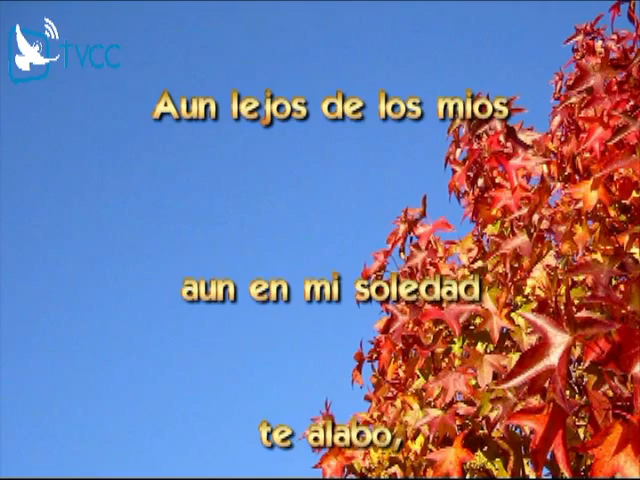 TVCC
Aun lejos de los mios
aun en mi soledad
te alabo,